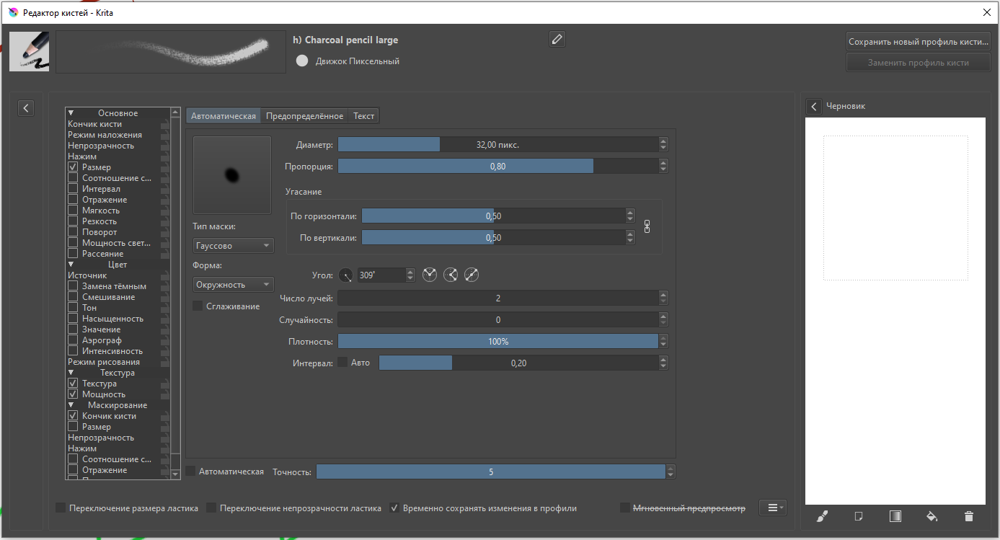 Редактор кистей - Krita
h) Charcoal pencil large
Движок Пиксельный
Сохранить новый профиль кисти...
Заменить профиль кисти
Основное
Кончик кисти
Режим наложения
Непрозрачность
Нажим
Размер
Соотношение с...
Интервал
Отражение
Мягкость
Резкость
Поворот
Мощность свет...
Рассеяние
Цвет
Источник
Замена тёмным
Смешивание
Тон
Насыщенность
Значение
Аэрограф
Интенсивность
Режим рисования
Текстура
Текстура
Мощность
Маскирование
Кончик кисти
Размер
Непрозрачность
Нажим
Соотношение с...
Отражение
Автоматическая Предопределённое Текст
Диаметр: 32,00 пикс.
Пропорция: 0,80
Угасание
По горизонтали: 0,50
По вертикали: 0,50
Тип маски:
Гауссово
Форма:
Окружность
Сглаживание
Угол: 309°
Число лучей: 2
Случайность: 0
Плотность: 100%
Интервал: Авто 0,20
Автоматическая Точность: 5
Переключение размера ластика Переключение непрозрачности ластика Временно сохранять изменения в профили Мгновенный предпросмотр
Черновик